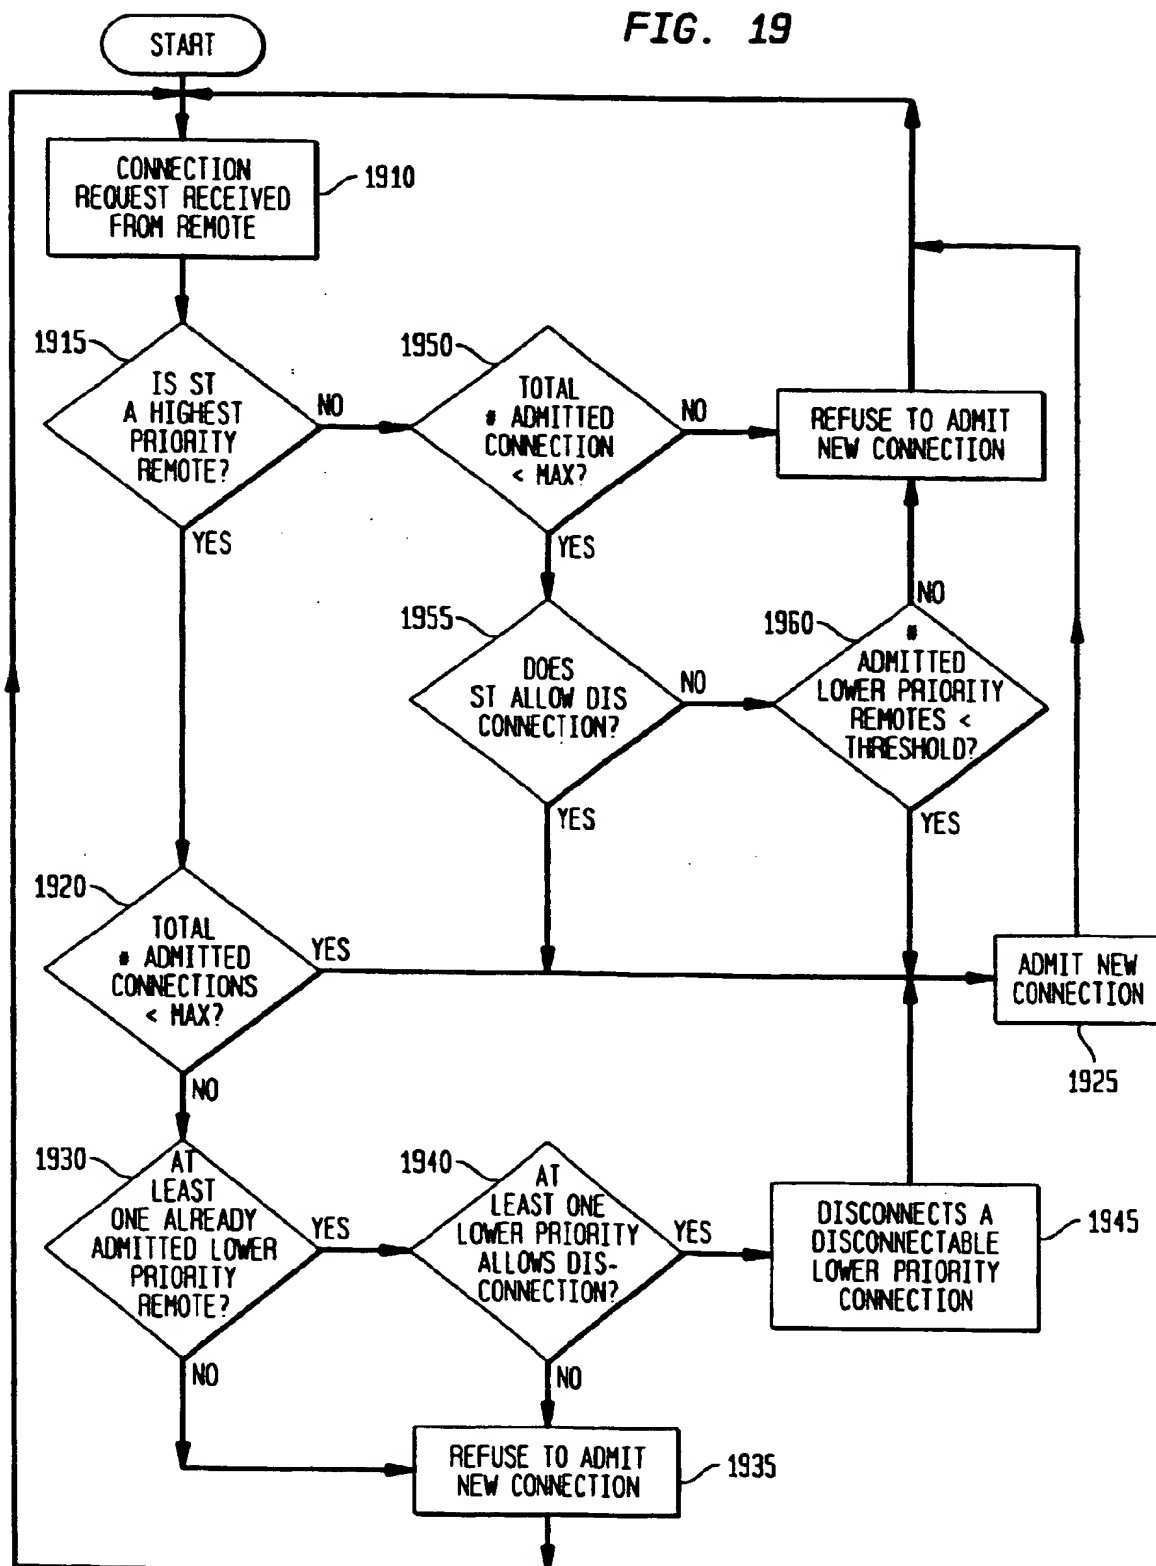 FIG. 19
START
CONNECTION
REQUEST RECEIVED
FROM REMOTE
1910
1915
IS ST
A HIGHEST
PRIORITY
REMOTE?
NO
YES
1950
TOTAL
# ADMITTED
CONNECTION
< MAX?
NO
YES
REFUSE TO ADMIT
NEW CONNECTION
1955
DOES
ST ALLOW DIS
CONNECTION?
NO
YES
1960
NO
#
ADMITTED
LOWER PRIORITY
REMOTES <
THRESHOLD?
YES
1920
TOTAL
# ADMITTED
CONNECTIONS
< MAX?
YES
NO
ADMIT NEW
CONNECTION
1925
1930
AT
LEAST
ONE ALREADY
ADMITTED LOWER
PRIORITY
REMOTE?
YES
NO
1940
AT
LEAST ONE
LOWER PRIORITY
ALLOWS DIS-
CONNECTION?
YES
NO
DISCONNECTS A
DISCONNECTABLE
LOWER PRIORITY
CONNECTION
1945
REFUSE TO ADMIT
NEW CONNECTION
1935